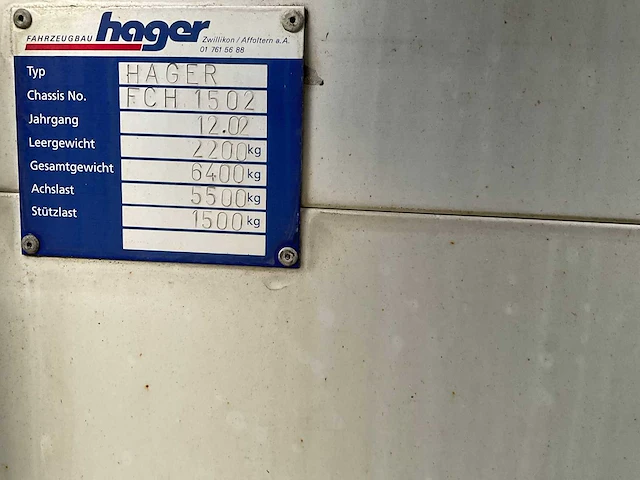 FAHRZEUGBAU hager Zwillikon / Affoltern a.A.
01 761 56 88
Typ HAGER
Chassis No. FCH 1502
Jahrgang 12.02
Leergewicht 2200 kg
Gesamtgewicht 6400 kg
Achslast 5500 kg
Stützlast 1500 kg